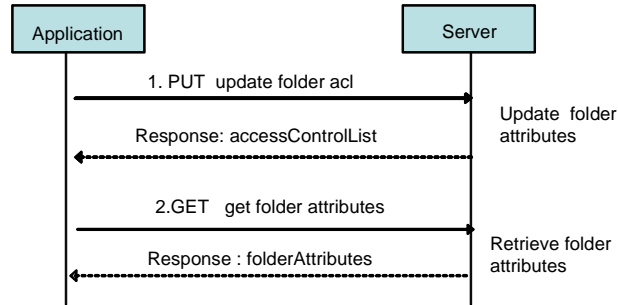 Application
Server
1. PUT update folder acl
Update folder
attributes
Response: accessControlList
2.GET get folder attributes
Retrieve folder
attributes
Response : folderAttributes